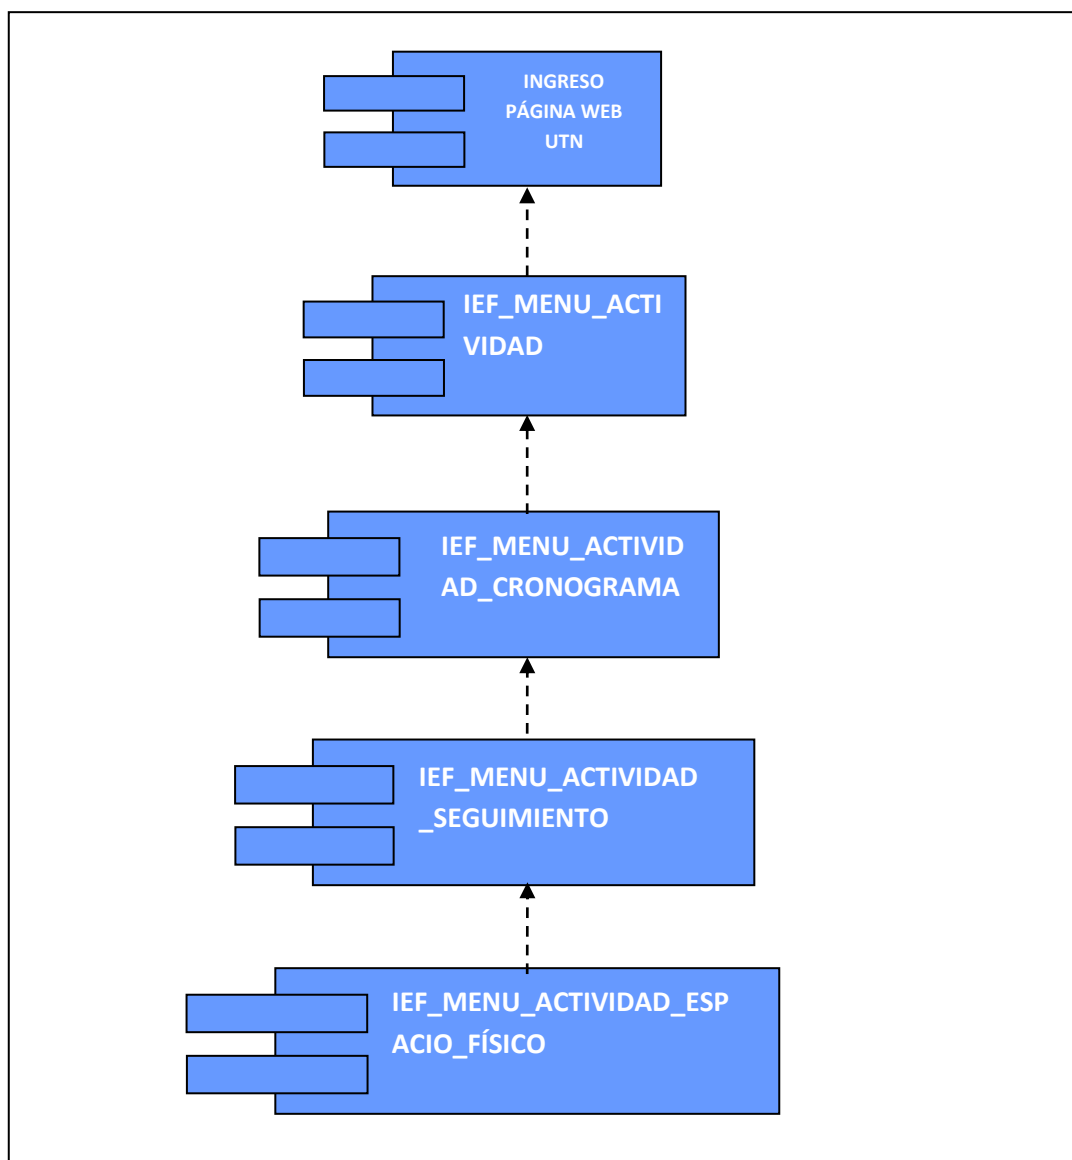 INGRESO
PÁGINA WEB
UTN
IEF_MENU_ACTI
VIDAD
IEF_MENU_ACTIVID
AD_CRONOGRAMA
IEF_MENU_ACTIVIDAD
_SEGUIMIENTO
IEF_MENU_ACTIVIDAD_ESP
ACIO_FÍSICO